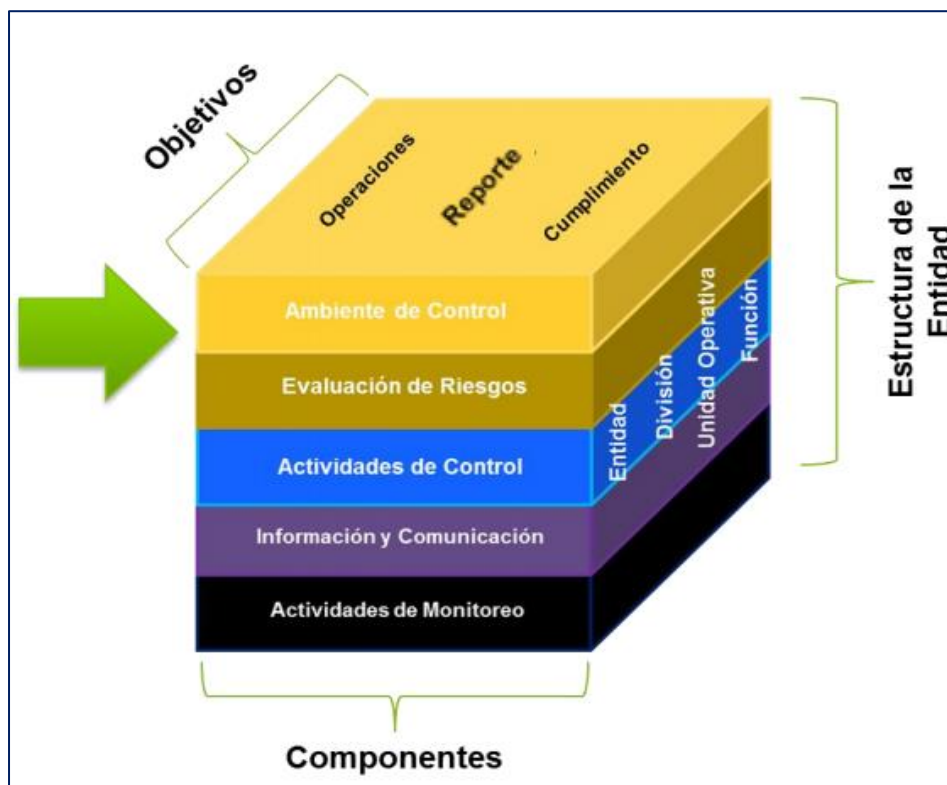 Objetivos
Operaciones
Reporte
Cumplimiento
Ambiente de Control
Evaluación de Riesgos
Actividades de Control
Información y Comunicación
Actividades de Monitoreo
Entidad
División
Unidad Operativa
Función
Estructura de la
Entidad
Componentes